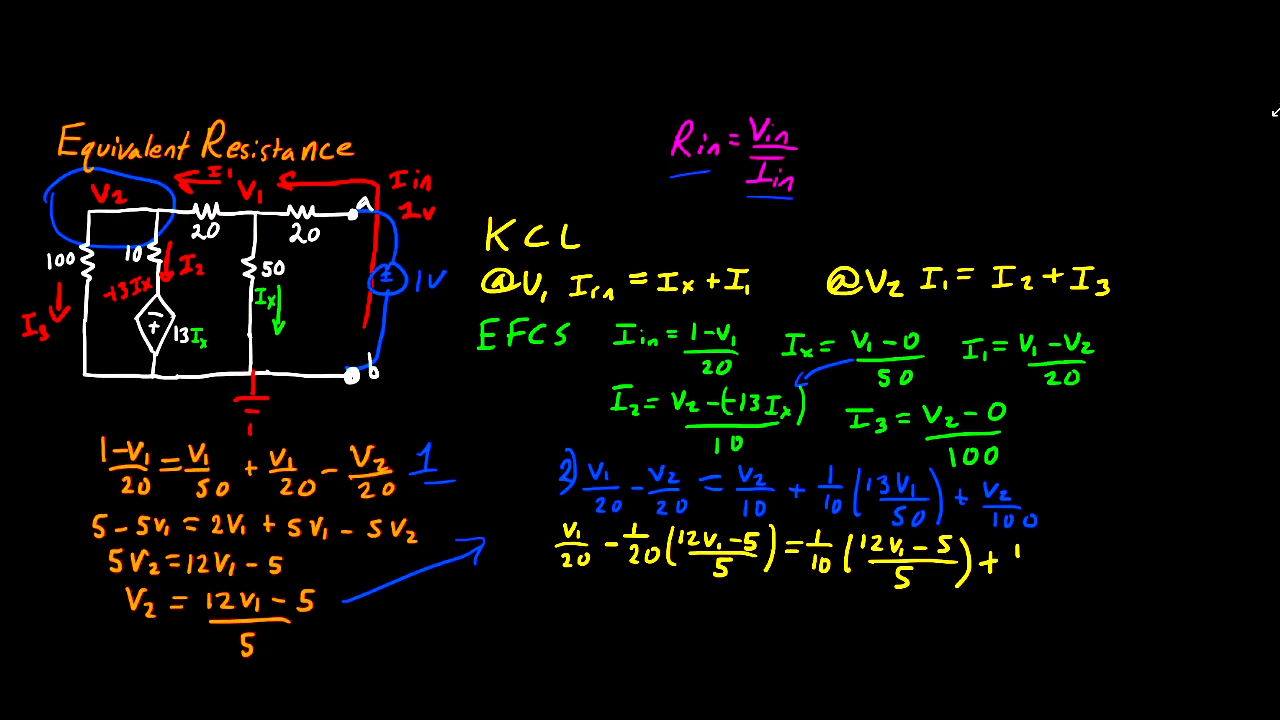 Equivalent Resistance
Rin = Vin/Iin
V2 I1 V1 Iin
1v
a
20 20
100 10 I2 50 1V
-13Ix Ix
I3 13Ix
b
KCL
@V1 Iin = Ix + I1 @V2 I1 = I2 + I3
EFCS Iin = 1-V1/20 Ix = V1-0/50 I1 = V1-V2/20
I2 = V2-(-13Ix)/10 I3 = V2-0/100
1-V1/20 = V1/50 + V1/20 - V2/20 1
5-5V1 = 2V1 + 5V1 - 5V2
5V2 = 12V1 - 5
V2 = 12V1 - 5/5
2) V1/20 - V2/20 = V2/10 + 1/10 (13V1/50) + V2/100
V1/20 - 1/20 (12V1-5/5) = 1/10 (12V1-5/5) +